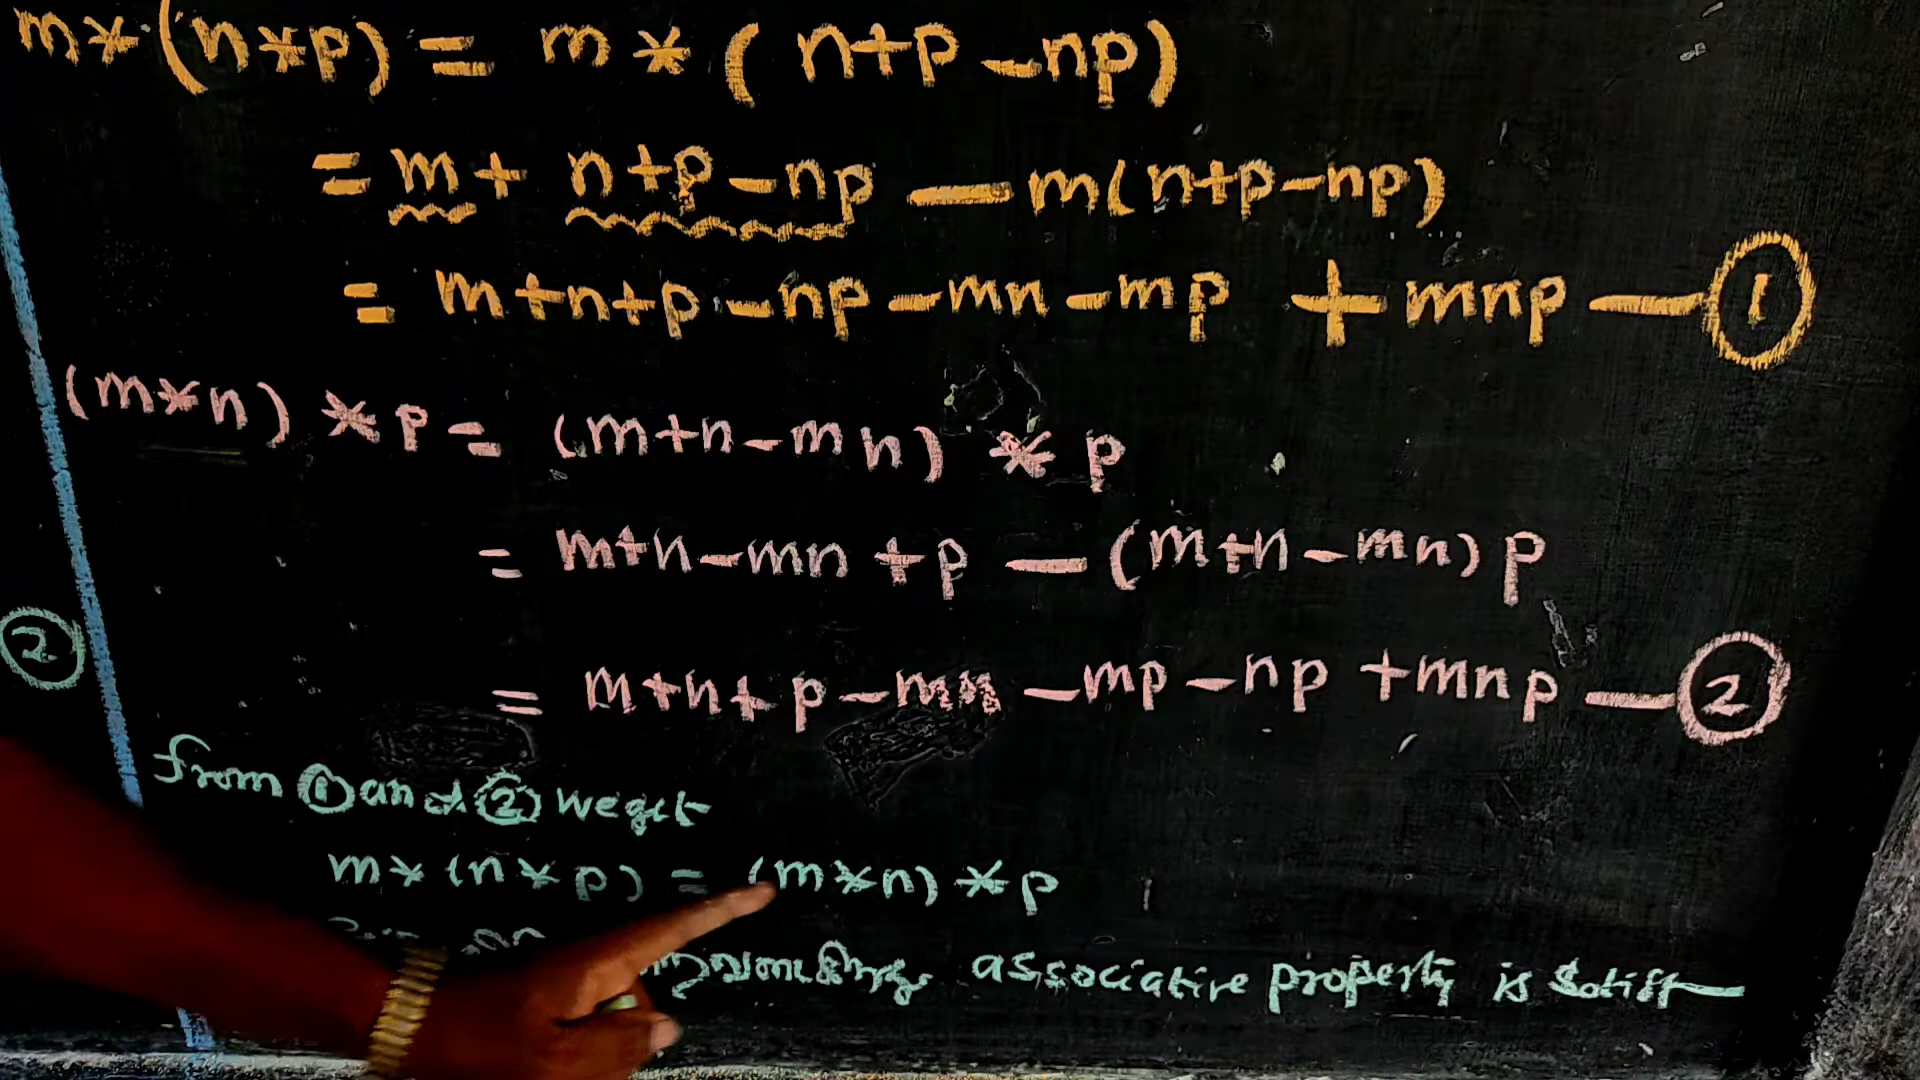 m*(n*p) = m*(n+p-np)
= m + n+p-np — m(n+p-np)
= m+n+p-np-mn-mp + mnp — ①
(m*n)*p = (m+n-mn) * p
= m+n-mn +p — (m+n-mn) p
②
= m+n+p-mn-mp-np +mnp — ②
from ① and ② we get
m*(n*p) = (m*n)*p
associative property is